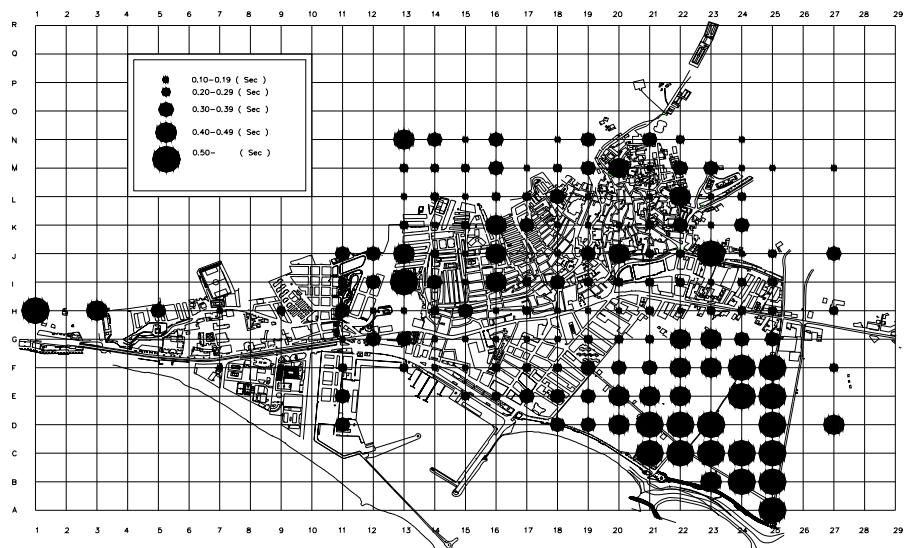 1 2 3 4 5 6 7 8 9 10 11 12 13 14 15 16 17 18 19 20 21 22 23 24 25 26 27 28 29
R
Q
P
O
N
M
L
K
J
I
H
G
F
E
D
C
B
A
0.10-0.19 ( Sec )
0.20-0.29 ( Sec )
0.30-0.39 ( Sec )
0.40-0.49 ( Sec )
0.50- ( Sec )
1 2 3 4 5 6 7 8 9 10 11 12 13 14 15 16 17 18 19 20 21 22 23 24 25 26 27 28 29